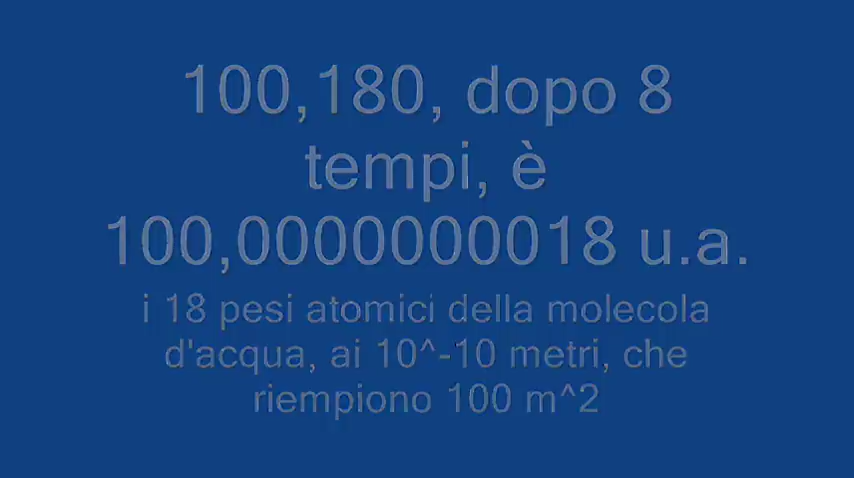 100,180, dopo 8
tempi, è
100,0000000018 u.a.
i 18 pesi atomici della molecola
d'acqua, ai 10^-10 metri, che
riempiono 100 m^2